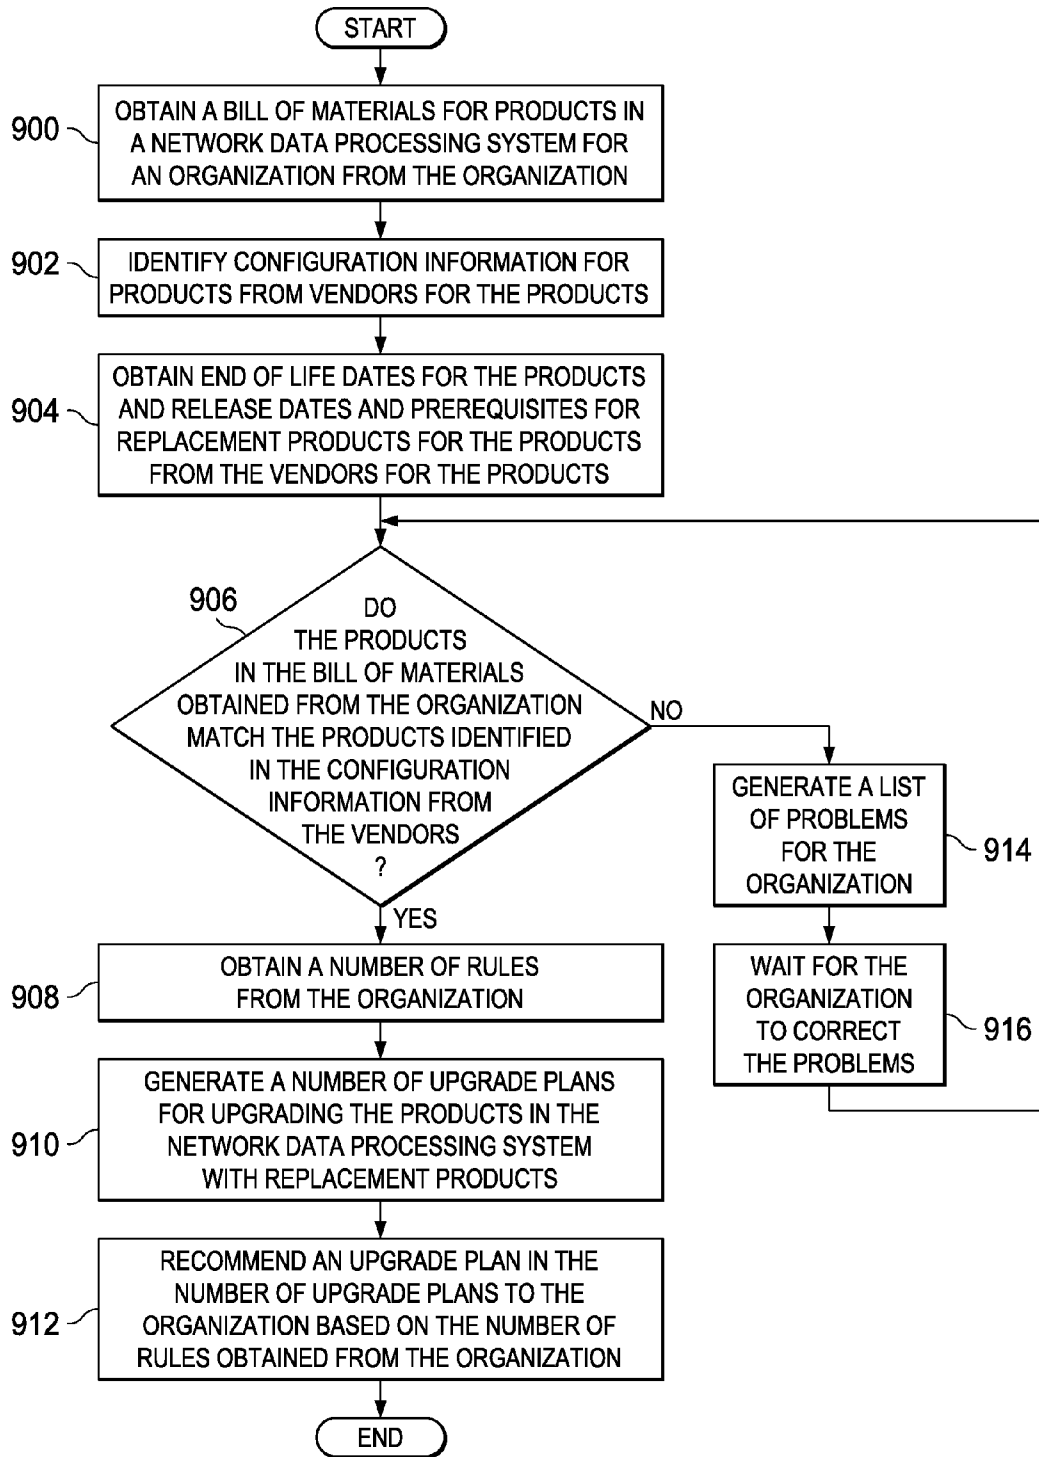 START
900
OBTAIN A BILL OF MATERIALS FOR PRODUCTS IN
A NETWORK DATA PROCESSING SYSTEM FOR
AN ORGANIZATION FROM THE ORGANIZATION
902
IDENTIFY CONFIGURATION INFORMATION FOR
PRODUCTS FROM VENDORS FOR THE PRODUCTS
904
OBTAIN END OF LIFE DATES FOR THE PRODUCTS
AND RELEASE DATES AND PREREQUISITES FOR
REPLACEMENT PRODUCTS FOR THE PRODUCTS
FROM THE VENDORS FOR THE PRODUCTS
906
DO
THE PRODUCTS
IN THE BILL OF MATERIALS
OBTAINED FROM THE ORGANIZATION
MATCH THE PRODUCTS IDENTIFIED
IN THE CONFIGURATION
INFORMATION FROM
THE VENDORS
?
NO
YES
GENERATE A LIST
OF PROBLEMS
FOR THE
ORGANIZATION
914
WAIT FOR THE
ORGANIZATION
TO CORRECT
THE PROBLEMS
916
908
OBTAIN A NUMBER OF RULES
FROM THE ORGANIZATION
910
GENERATE A NUMBER OF UPGRADE PLANS
FOR UPGRADING THE PRODUCTS IN THE
NETWORK DATA PROCESSING SYSTEM
WITH REPLACEMENT PRODUCTS
912
RECOMMEND AN UPGRADE PLAN IN THE
NUMBER OF UPGRADE PLANS TO THE
ORGANIZATION BASED ON THE NUMBER OF
RULES OBTAINED FROM THE ORGANIZATION
END